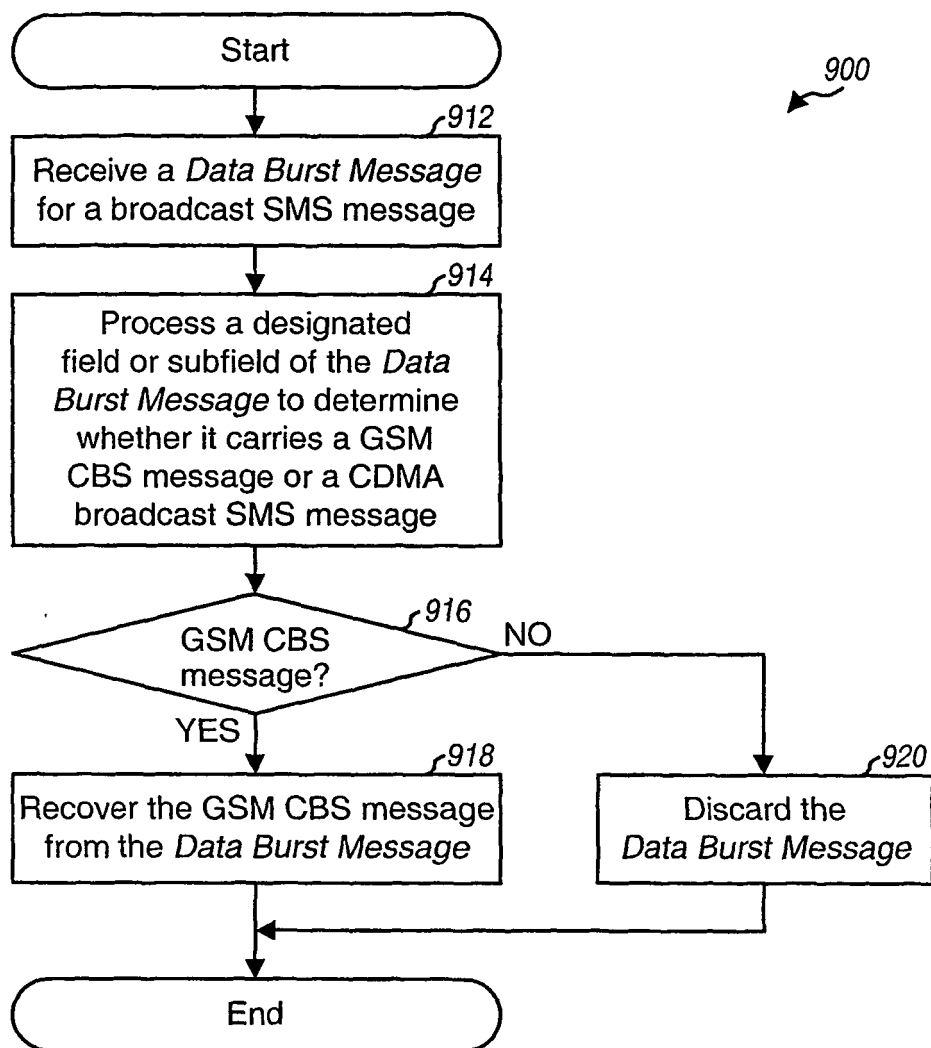 Start
900
912
Receive a Data Burst Message
for a broadcast SMS message
914
Process a designated
field or subfield of the Data
Burst Message to determine
whether it carries a GSM
CBS message or a CDMA
broadcast SMS message
916
GSM CBS
message?
NO
YES
918
Recover the GSM CBS message
from the Data Burst Message
920
Discard the
Data Burst Message
End